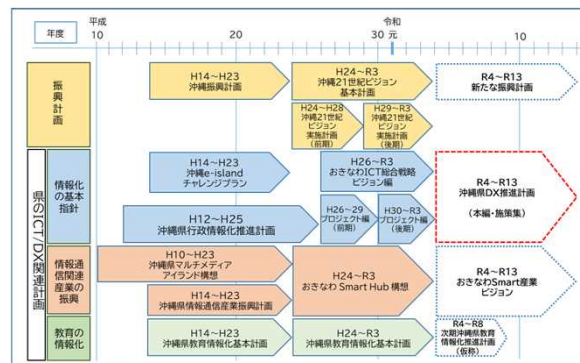 年度
平成
10
20
30
令和
元
10
振興計画
H14～H23
沖縄振興計画
H24～R3
沖縄21世紀ビジョン
基本計画
R4～R13
新たな振興計画
H24～H28
沖縄21世紀
ビジョン
実施計画
(前期)
H29～R3
沖縄21世紀
ビジョン
実施計画
(後期)
県のICT/DX関連計画
情報化
の基本
指針
H14～H23
沖縄e-island
チャレンジプラン
H26～R3
おきなわICT総合戦略
ビジョン編
R4～R13
沖縄県DX推進計画
(本編・施策集)
H12～H25
沖縄県行政情報化推進計画
H26～29
プロジェクト編
(前期)
H30～R3
プロジェクト編
(後期)
情報通
信関連
産業の
振興
H10～H23
沖縄県マルチメディア
アイランド構想
H24～R3
おきなわ Smart Hub 構想
R4～R13
おきなわSmart産業
ビジョン
H14～H23
沖縄県情報通信産業振興計画
教育の
情報化
H14～H23
沖縄県教育情報化基本計画
H24～R3
沖縄県教育情報化基本計画
R4～R8
次期沖縄県教育
情報化推進計画
(仮称)